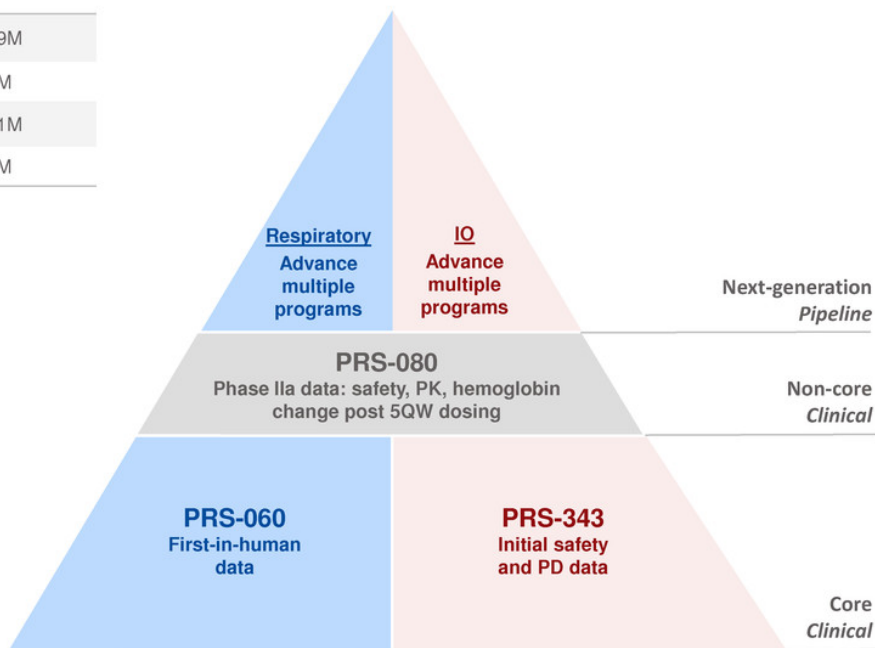 9M
M
1M
M
Respiratory
Advance
multiple
programs
IO
Advance
multiple
programs
Next-generation
Pipeline
PRS-080
Phase IIa data: safety, PK, hemoglobin
change post 5QW dosing
Non-core
Clinical
PRS-060
First-in-human
data
PRS-343
Initial safety
and PD data
Core
Clinical